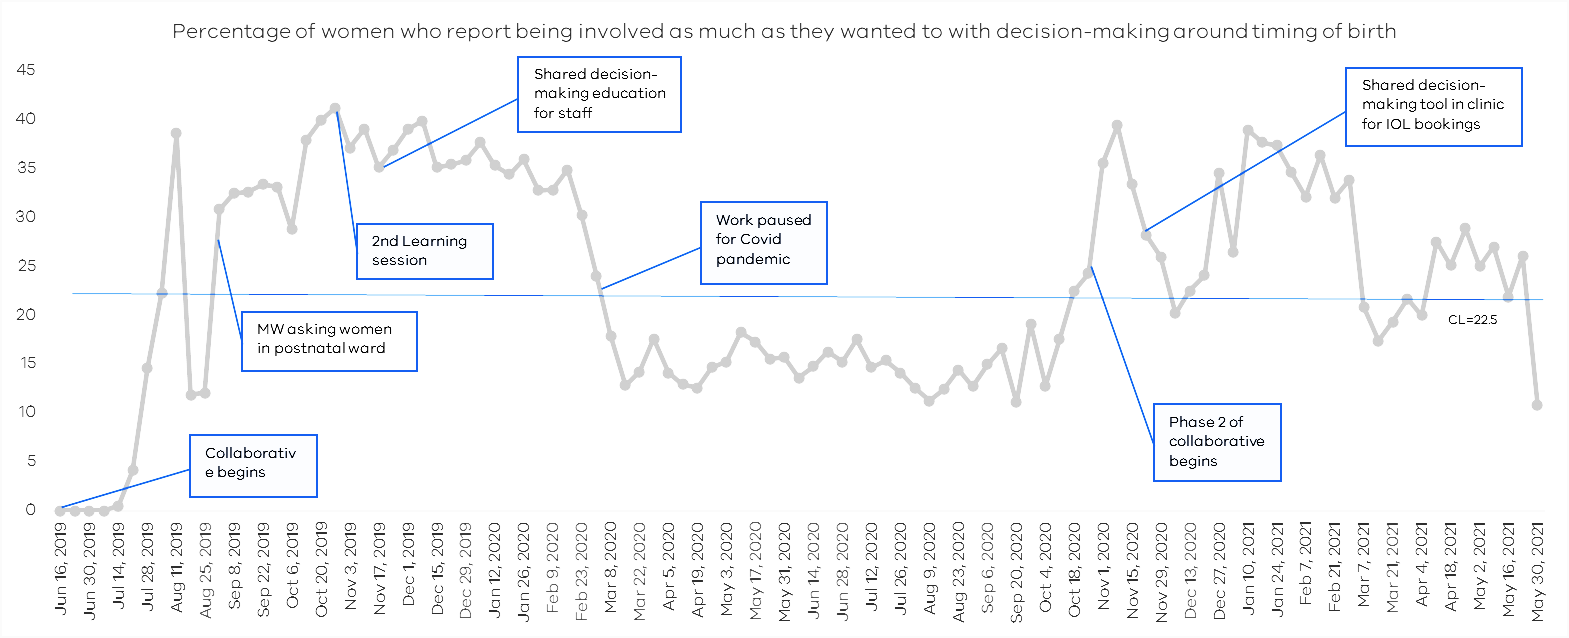 Percentage of women who report being involved as much as they wanted to with decision-making around timing of birth
45
40
35
30
25
20
15
10
5
0
Shared decision-
making education
for staff
Shared decision-
making tool in clinic
for IOL bookings
2nd Learning
session
Work paused
for Covid
pandemic
MW asking women
in postnatal ward
CL=22.5
Collaborativ
e begins
Phase 2 of
collaborative
begins
Jun 16, 2019
Jun 30, 2019
Jul 14, 2019
Jul 28, 2019
Aug 11, 2019
Aug 25, 2019
Sep 8, 2019
Sep 22, 2019
Oct 6, 2019
Oct 20, 2019
Nov 3, 2019
Nov 17, 2019
Dec 1, 2019
Dec 15, 2019
Dec 29, 2019
Jan 12, 2020
Jan 26, 2020
Feb 9, 2020
Feb 23, 2020
Mar 8, 2020
Mar 22, 2020
Apr 5, 2020
Apr 19, 2020
May 3, 2020
May 17, 2020
May 31, 2020
Jun 14, 2020
Jun 28, 2020
Jul 12, 2020
Jul 26, 2020
Aug 9, 2020
Aug 23, 2020
Sep 6, 2020
Sep 20, 2020
Oct 4, 2020
Oct 18, 2020
Nov 1, 2020
Nov 15, 2020
Nov 29, 2020
Dec 13, 2020
Dec 27, 2020
Jan 10, 2021
Jan 24, 2021
Feb 7, 2021
Feb 21, 2021
Mar 7, 2021
Mar 21, 2021
Apr 4, 2021
Apr 18, 2021
May 2, 2021
May 16, 2021
May 30, 2021